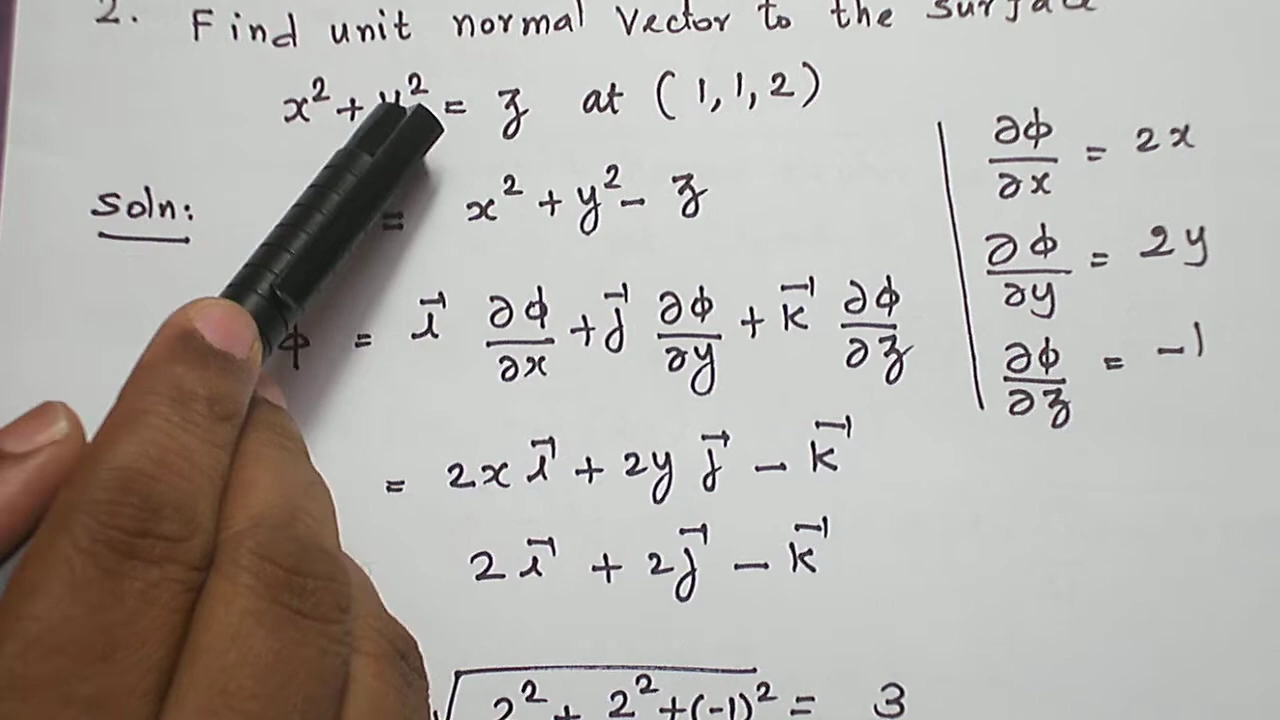 2. Find unit normal vector to the surface
x² + y² = z at (1, 1, 2)
Soln: = x² + y² - z
ϕ = i⃗ ∂ϕ/∂x + j⃗ ∂ϕ/∂y + k⃗ ∂ϕ/∂z
= 2x i⃗ + 2y j⃗ - k⃗
2 i⃗ + 2 j⃗ - k⃗
√(2² + 2² + (-1)²) = 3
∂ϕ/∂x = 2x
∂ϕ/∂y = 2y
∂ϕ/∂z = -1